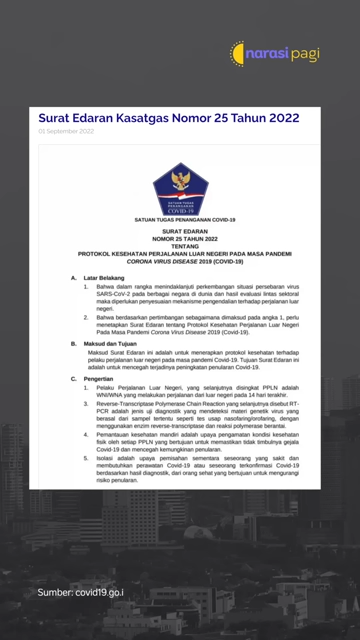 narasi pagi
Surat Edaran Kasatgas Nomor 25 Tahun 2022
01 September 2022
SATUAN TUGAS
PENANGANAN
COVID-19
SATUAN TUGAS PENANGANAN COVID-19
SURAT EDARAN
NOMOR 25 TAHUN 2022
TENTANG
PROTOKOL KESEHATAN PERJALANAN LUAR NEGERI PADA MASA PANDEMI
CORONA VIRUS DISEASE 2019 (COVID-19)
A. Latar Belakang
1. Bahwa dalam rangka menindaklanjuti perkembangan situasi persebaran virus
SARS-CoV-2 pada berbagai negara di dunia dan hasil evaluasi lintas sektoral
maka diperlukan penyesuaian mekanisme pengendalian terhadap perjalanan luar
negeri.
2. Bahwa berdasarkan pertimbangan sebagaimana dimaksud pada angka 1, perlu
menetapkan Surat Edaran tentang Protokol Kesehatan Perjalanan Luar Negeri
Pada Masa Pandemi Corona Virus Disease 2019 (Covid-19).
B. Maksud dan Tujuan
Maksud Surat Edaran ini adalah untuk menerapkan protokol kesehatan terhadap
pelaku perjalanan luar negeri pada masa pandemi Covid-19. Tujuan Surat Edaran ini
adalah untuk mencegah terjadinya peningkatan penularan Covid-19.
C. Pengertian
1. Pelaku Perjalanan Luar Negeri, yang selanjutnya disingkat PPLN adalah
WNI/WNA yang melakukan perjalanan luar negeri pada 14 hari terakhir.
3. Reverse-Transcriptase Polymerase Chain Reaction yang selanjutnya disebut RT-
PCR adalah jenis uji diagnostik yang mendeteksi materi genetik virus yang
berasal dari sampel tertentu seperti tes usap nasofaring/orofaring, dengan
menggunakan enzim reverse-transcriptase dan reaksi polymerase berantai.
4. Pemantauan kesehatan mandiri adalah upaya pengamatan kondisi kesehatan
fisik oleh setiap PPLN yang bertujuan untuk memastikan tidak timbulnya gejala
Covid-19 dan mencegah kemungkinan penularan.
5. Isolasi adalah upaya pemisahan sementara seseorang yang sakit dan
membutuhkan perawatan Covid-19 atau seseorang terkonfirmasi Covid-19
berdasarkan hasil diagnostik, dari orang sehat yang bertujuan untuk mengurangi
risiko penularan.
Sumber: covid19.go.i